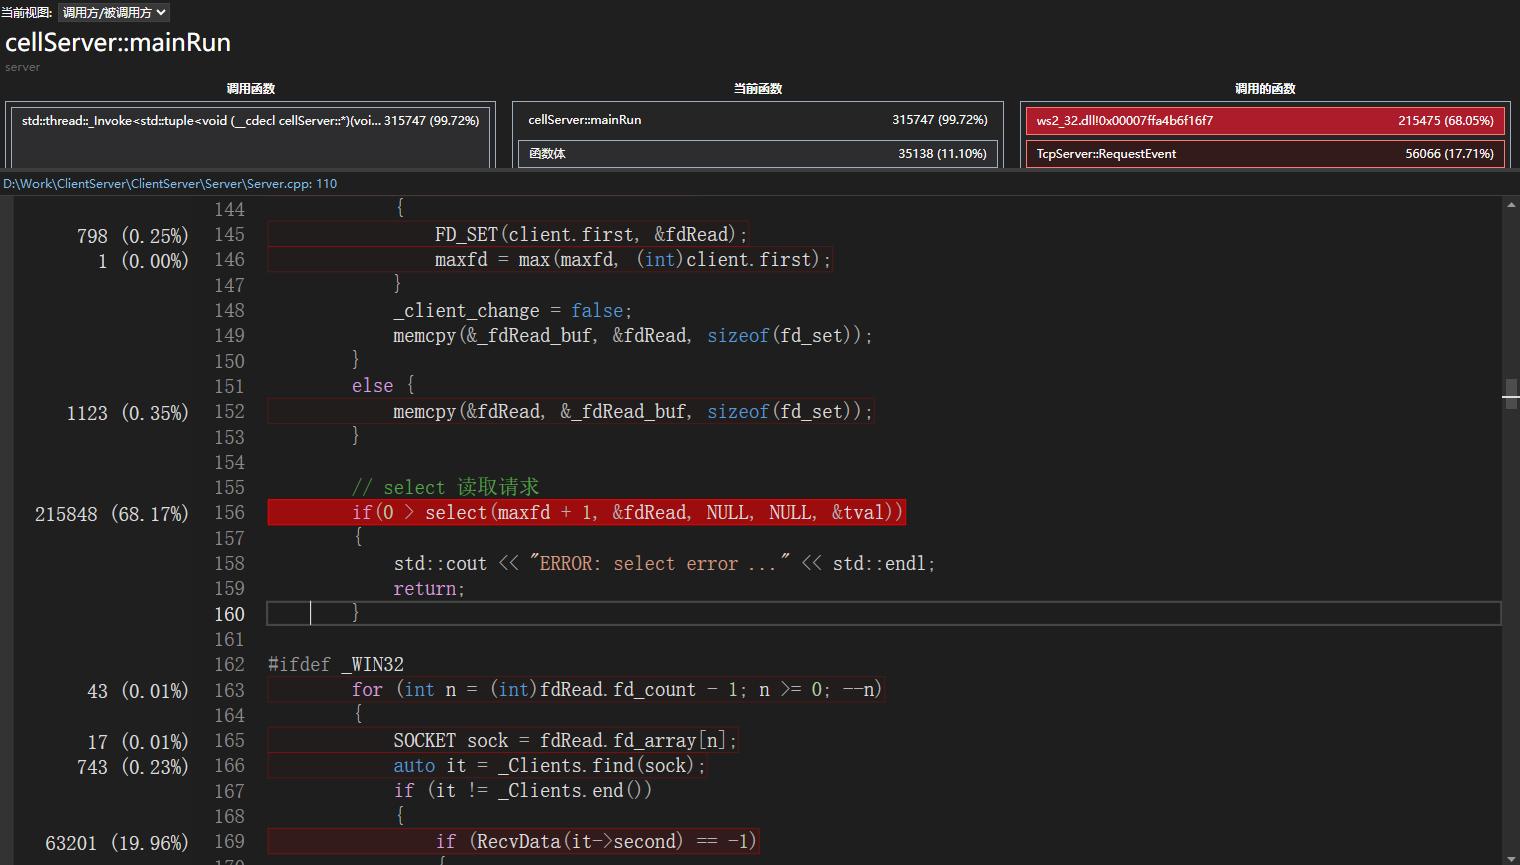 当前视图: 调用方/被调用方
cellServer::mainRun
server
调用函数 当前函数 调用的函数
std::thread::_Invoke<std::tuple<void (__cdecl cellServer::*)(voi... 315747 (99.72%)
cellServer::mainRun 315747 (99.72%)
函数体 35138 (11.10%)
ws2_32.dll!0x00007ffa4b6f16f7 215475 (68.05%)
TcpServer::RequestEvent 56066 (17.71%)
D:\Work\ClientServer\ClientServer\Server\Server.cpp: 110
144 {
798 (0.25%) 145 FD_SET(client.first, &fdRead);
1 (0.00%) 146 maxfd = max(maxfd, (int)client.first);
147 }
148 _client_change = false;
149 memcpy(&_fdRead_buf, &fdRead, sizeof(fd_set));
150 }
151 else {
1123 (0.35%) 152 memcpy(&fdRead, &_fdRead_buf, sizeof(fd_set));
153 }
154
155 // select 读取请求
215848 (68.17%) 156 if(0 > select(maxfd + 1, &fdRead, NULL, NULL, &tval))
157 {
158 std::cout << "ERROR: select error ..." << std::endl;
159 return;
160 }
161
162 #ifdef _WIN32
43 (0.01%) 163 for (int n = (int)fdRead.fd_count - 1; n >= 0; --n)
164 {
17 (0.01%) 165 SOCKET sock = fdRead.fd_array[n];
743 (0.23%) 166 auto it = _Clients.find(sock);
167 if (it != _Clients.end())
168 {
63201 (19.96%) 169 if (RecvData(it->second) == -1)
170 {